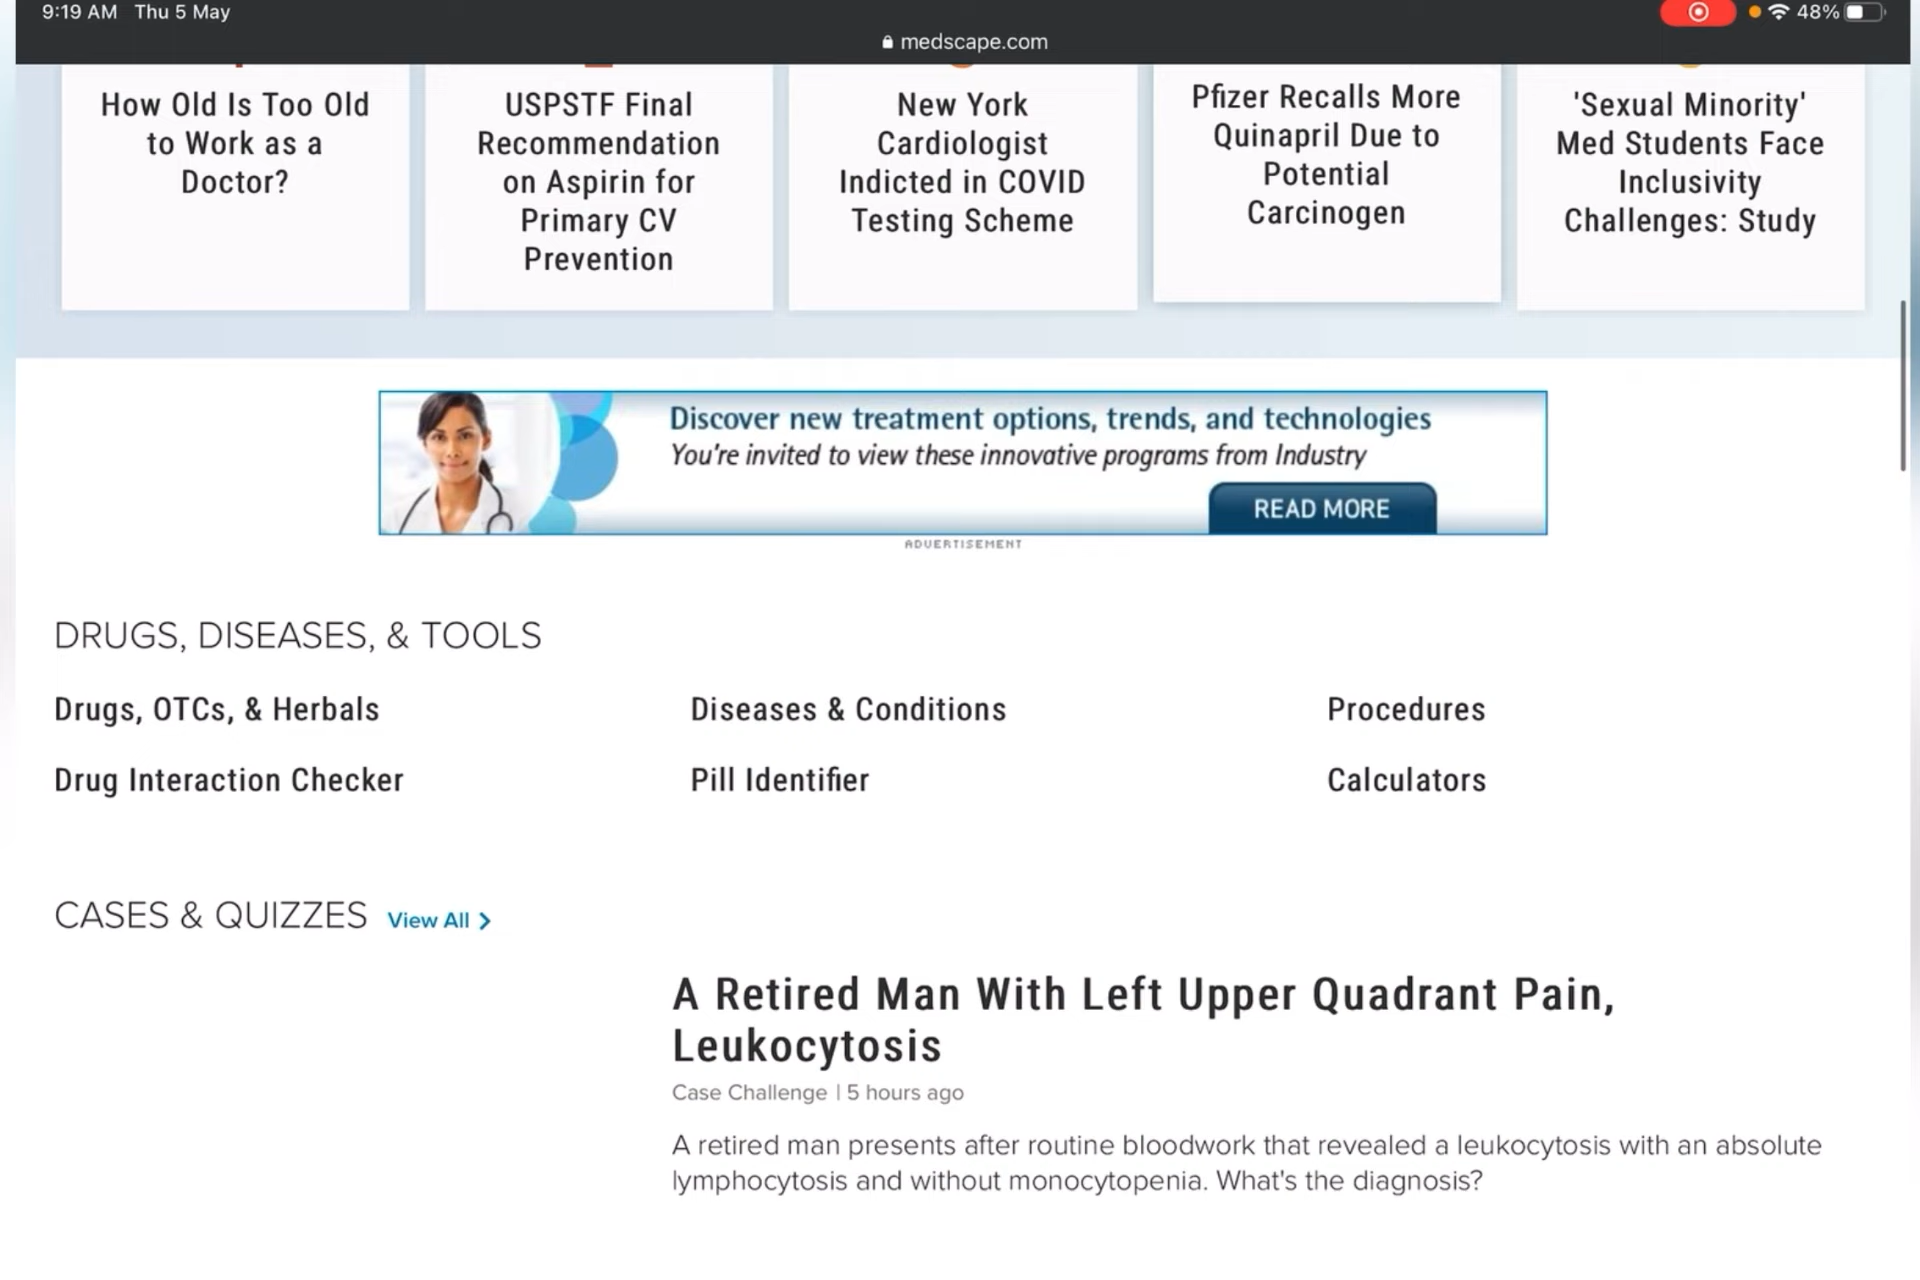 9:19 AM Thu 5 May
48%
medscape.com
How Old Is Too Old
to Work as a
Doctor?
USPSTF Final
Recommendation
on Aspirin for
Primary CV
Prevention
New York
Cardiologist
Indicted in COVID
Testing Scheme
Pfizer Recalls More
Quinapril Due to
Potential
Carcinogen
'Sexual Minority'
Med Students Face
Inclusivity
Challenges: Study
Discover new treatment options, trends, and technologies
You're invited to view these innovative programs from Industry
READ MORE
ADVERTISEMENT
DRUGS, DISEASES, & TOOLS
Drugs, OTCs, & Herbals
Diseases & Conditions
Procedures
Drug Interaction Checker
Pill Identifier
Calculators
CASES & QUIZZES View All
A Retired Man With Left Upper Quadrant Pain,
Leukocytosis
Case Challenge | 5 hours ago
A retired man presents after routine bloodwork that revealed a leukocytosis with an absolute
lymphocytosis and without monocytopenia. What's the diagnosis?